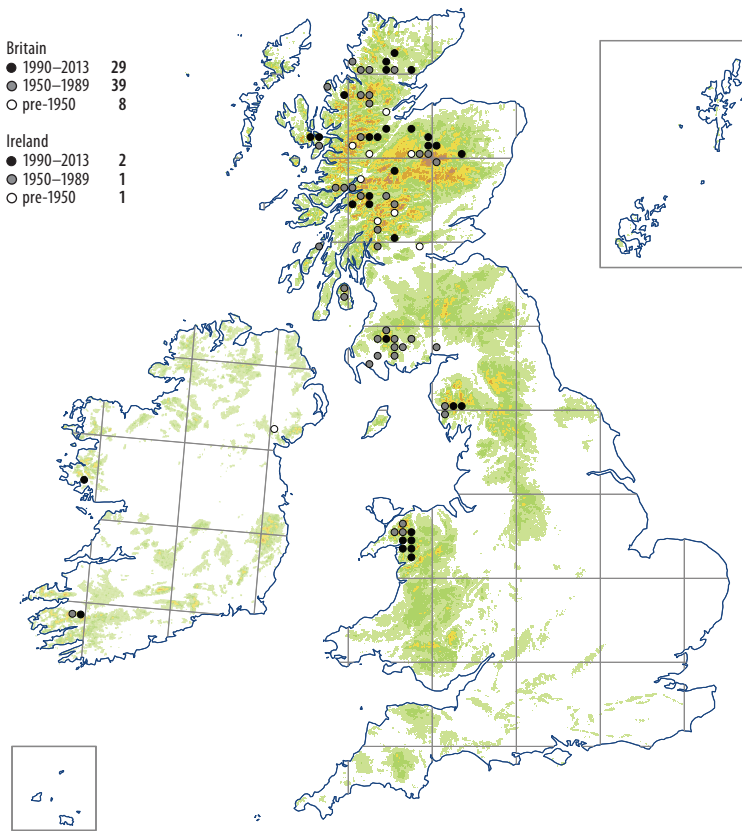 Britain
● 1990–2013 29
● 1950–1989 39
○ pre-1950 8
Ireland
● 1990–2013 2
● 1950–1989 1
○ pre-1950 1